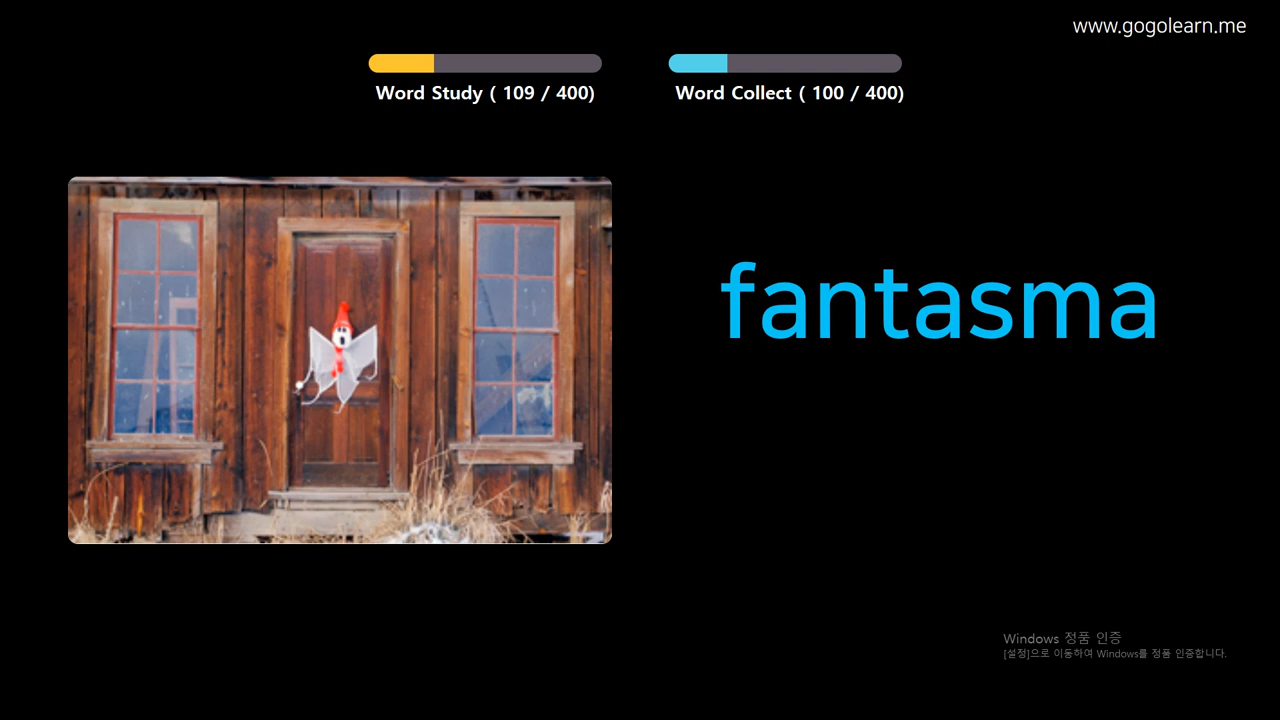 www.gogolearn.me
Word Study ( 109 / 400)
Word Collect ( 100 / 400)
fantasma
Windows 정품 인증
[설정]으로 이동하여 Windows를 정품 인증합니다.